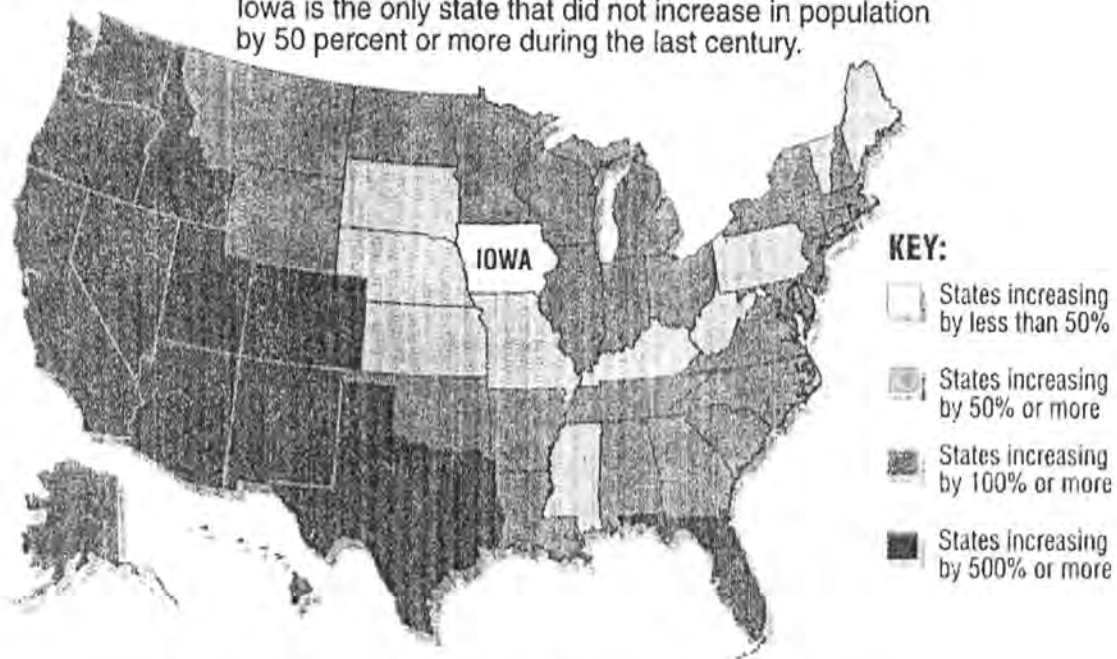 Iowa is the only state that did not increase in population
by 50 percent or more during the last century.
IOWA
KEY:
States increasing
by less than 50%
States increasing
by 50% or more
States increasing
by 100% or more
States increasing
by 500% or more